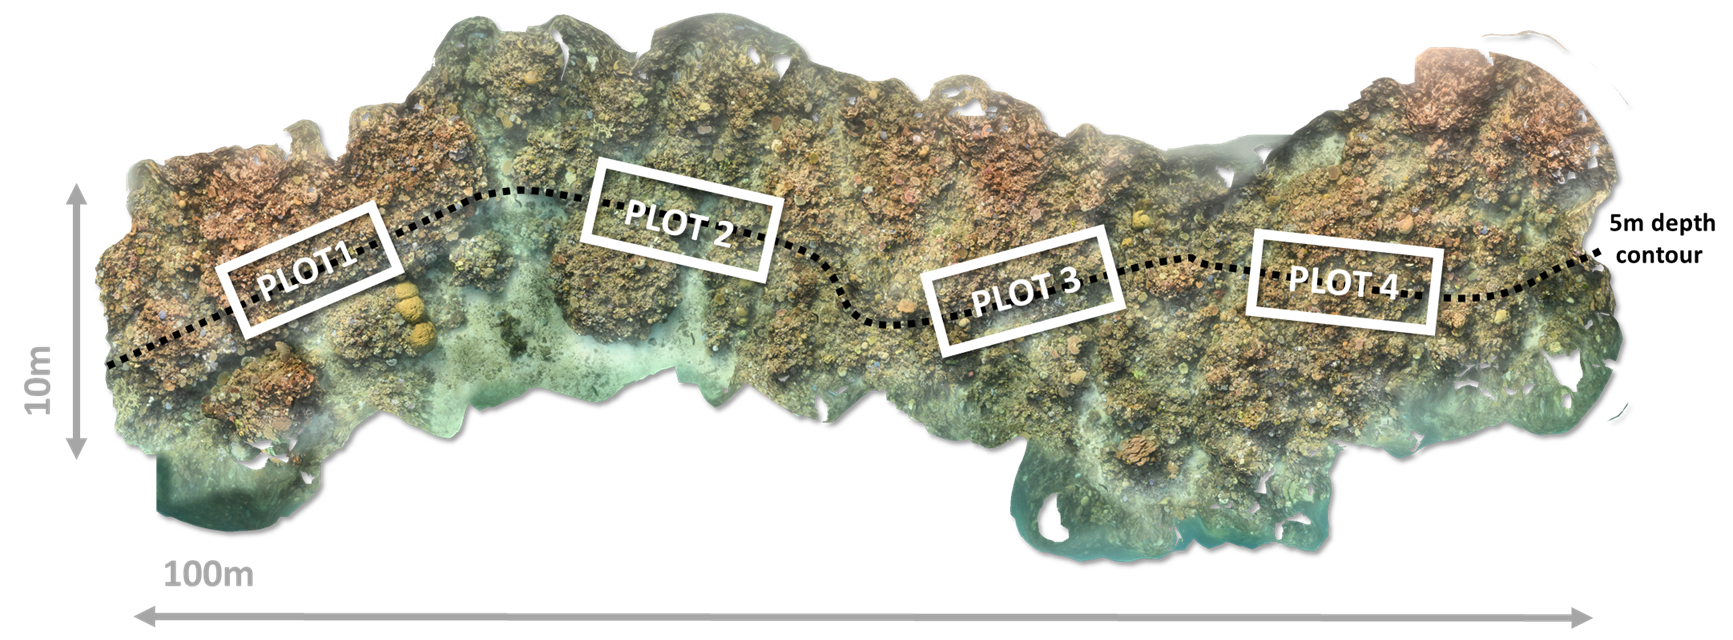 PLOT1
PLOT 2
PLOT 3
PLOT 4
5m depth
contour
10m
100m